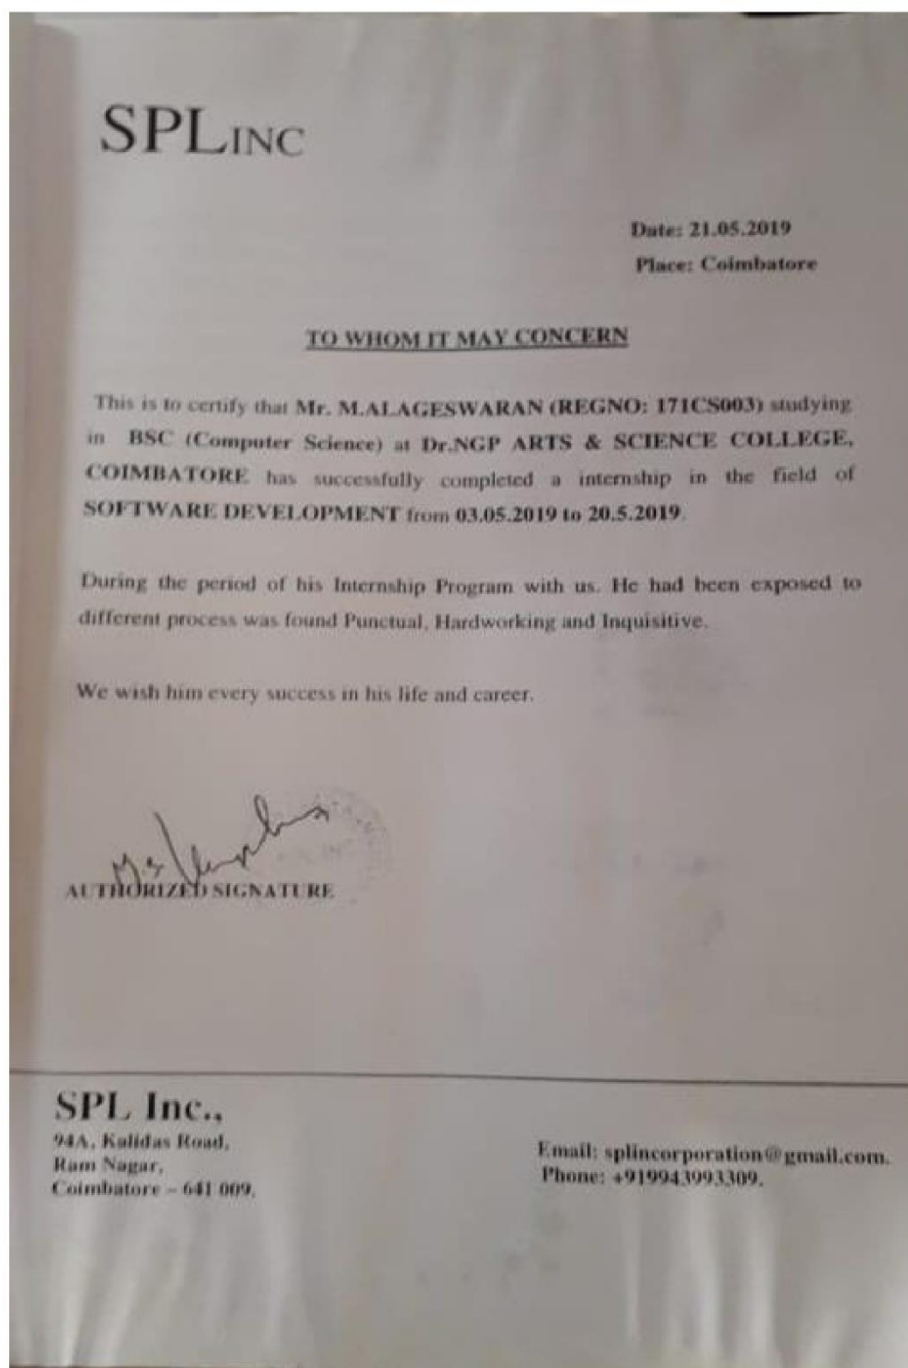 SPLINC
Date: 21.05.2019
Place: Coimbatore
TO WHOM IT MAY CONCERN
This is to certify that Mr. M.ALAGESWARAN (REGNO: 171CS003) studying
in BSC (Computer Science) at Dr.NGP ARTS & SCIENCE COLLEGE,
COIMBATORE has successfully completed a internship in the field of
SOFTWARE DEVELOPMENT from 03.05.2019 to 20.5.2019.
During the period of his Internship Program with us. He had been exposed to
different process was found Punctual, Hardworking and Inquisitive.
We wish him every success in his life and career.
AUTHORIZED SIGNATURE
SPL Inc.,
94A, Kalidas Road,
Ram Nagar,
Coimbatore – 641 009.
Email: splincorporation@gmail.com.
Phone: +919943993309.